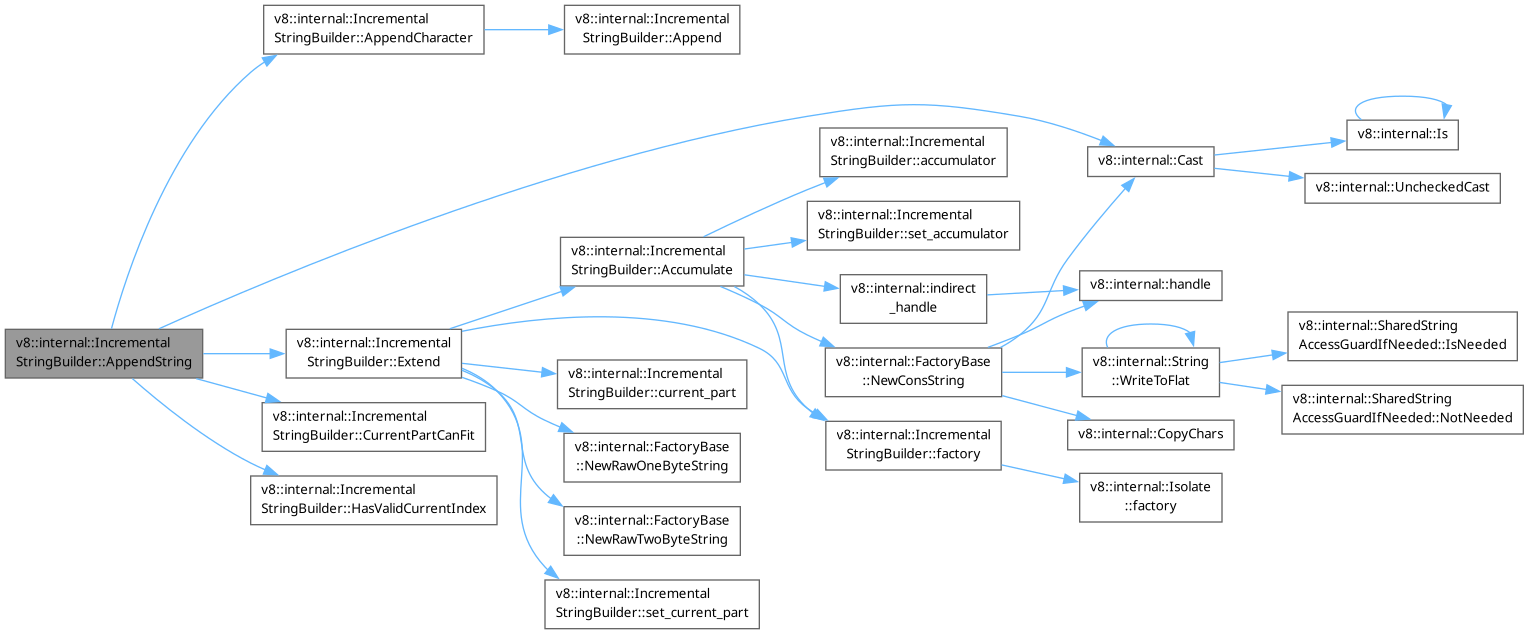 v8::internal::Incremental
StringBuilder::AppendString
v8::internal::Incremental
StringBuilder::AppendCharacter
v8::internal::Incremental
StringBuilder::Append
v8::internal::Cast
v8::internal::Is
v8::internal::UncheckedCast
v8::internal::Incremental
StringBuilder::Extend
v8::internal::Incremental
StringBuilder::Accumulate
v8::internal::Incremental
StringBuilder::accumulator
v8::internal::Incremental
StringBuilder::set_accumulator
v8::internal::indirect
_handle
v8::internal::handle
v8::internal::FactoryBase
::NewConsString
v8::internal::String
::WriteToFlat
v8::internal::SharedString
AccessGuardIfNeeded::IsNeeded
v8::internal::SharedString
AccessGuardIfNeeded::NotNeeded
v8::internal::CopyChars
v8::internal::Incremental
StringBuilder::factory
v8::internal::Isolate
::factory
v8::internal::Incremental
StringBuilder::current_part
v8::internal::FactoryBase
::NewRawOneByteString
v8::internal::FactoryBase
::NewRawTwoByteString
v8::internal::Incremental
StringBuilder::set_current_part
v8::internal::Incremental
StringBuilder::CurrentPartCanFit
v8::internal::Incremental
StringBuilder::HasValidCurrentIndex